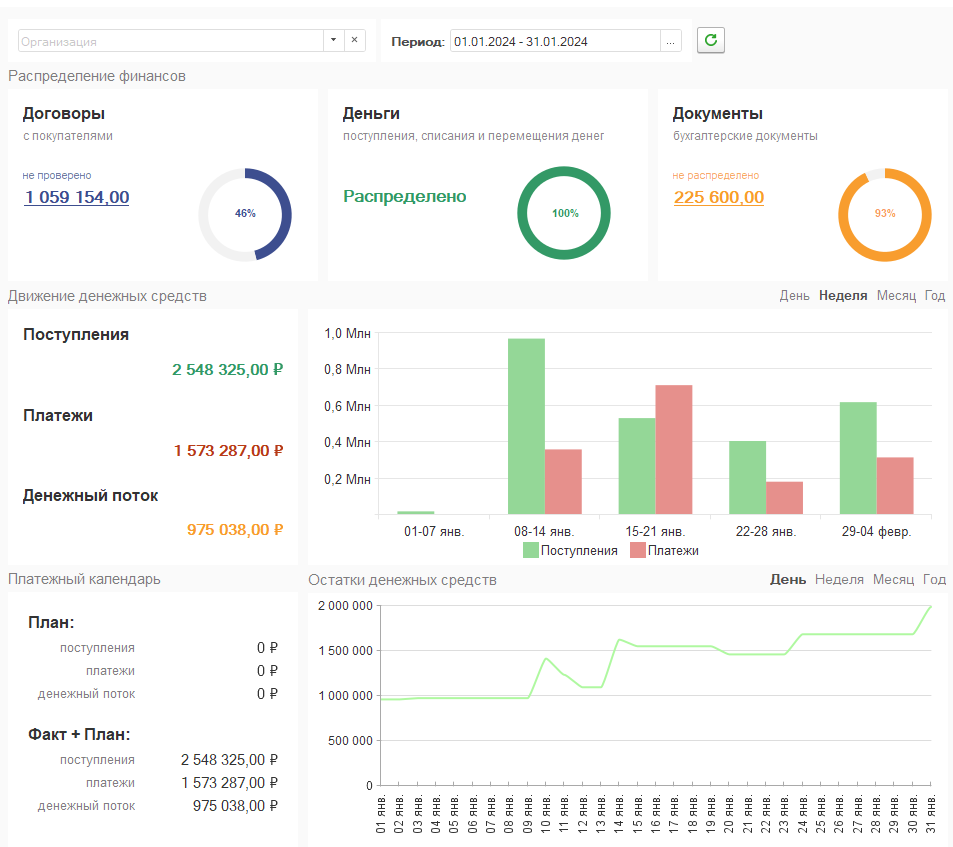 Организация
Период: 01.01.2024 - 31.01.2024 ...
Распределение финансов
Договоры
с покупателями
не проверено
1 059 154,00
46%
Деньги
поступления, списания и перемещения денег
Распределено
100%
Документы
бухгалтерские документы
не распределено
225 600,00
93%
Движение денежных средств
День Неделя Месяц Год
Поступления
2 548 325,00 ₽
Платежи
1 573 287,00 ₽
Денежный поток
975 038,00 ₽
1,0 Млн
0,8 Млн
0,6 Млн
0,4 Млн
0,2 Млн
01-07 янв. 08-14 янв. 15-21 янв. 22-28 янв. 29-04 февр.
Поступления Платежи
Платежный календарь
План:
поступления 0 ₽
платежи 0 ₽
денежный поток 0 ₽
Факт + План:
поступления 2 548 325,00 ₽
платежи 1 573 287,00 ₽
денежный поток 975 038,00 ₽
Остатки денежных средств
День Неделя Месяц Год
2 000 000
1 500 000
1 000 000
500 000
0
01 янв. 02 янв. 03 янв. 04 янв. 05 янв. 06 янв. 07 янв. 08 янв. 09 янв. 10 янв. 11 янв. 12 янв. 13 янв. 14 янв. 15 янв. 16 янв. 17 янв. 18 янв. 19 янв. 20 янв. 21 янв. 22 янв. 23 янв. 24 янв. 25 янв. 26 янв. 27 янв. 28 янв. 29 янв. 30 янв. 31 янв.